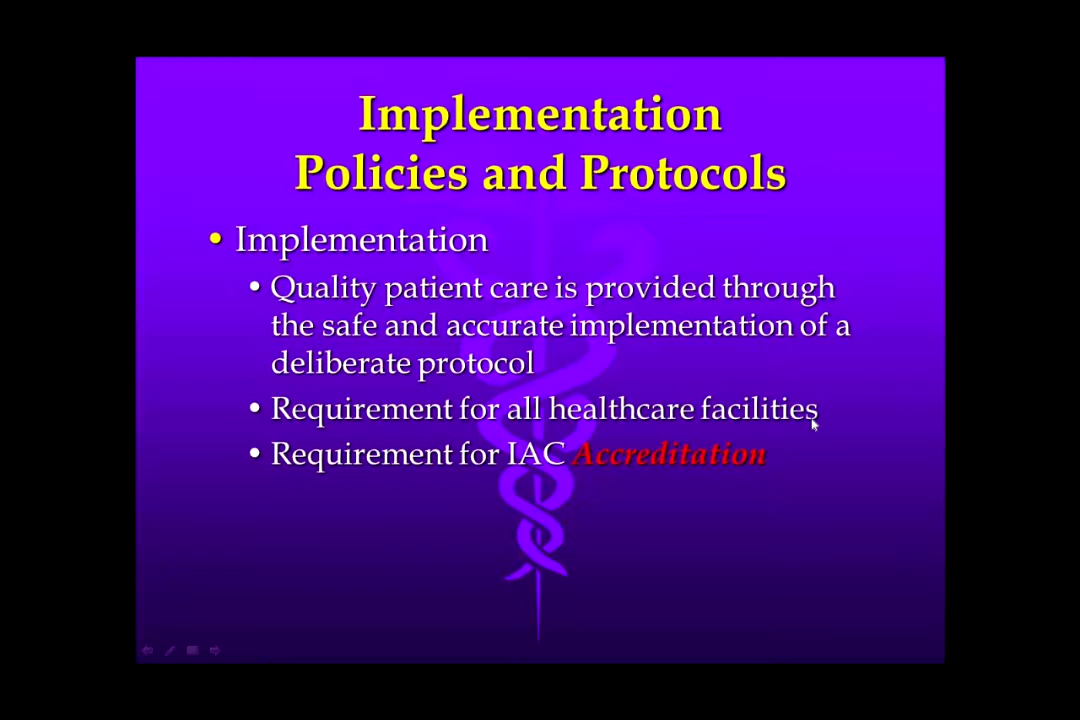 Implementation
Policies and Protocols
• Implementation
• Quality patient care is provided through
the safe and accurate implementation of a
deliberate protocol
• Requirement for all healthcare facilities
• Requirement for IAC Accreditation